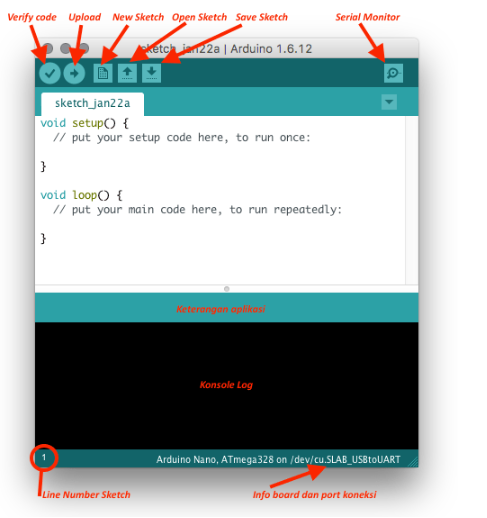 Verify code Upload New Sketch Open Sketch Save Sketch Serial Monitor
sketch_jan22a | Arduino 1.6.12
sketch_jan22a
void setup() {
// put your setup code here, to run once:
}
void loop() {
// put your main code here, to run repeatedly:
}
Keterangan aplikasi
Konsole Log
1
Arduino Nano, ATmega328 on /dev/cu.SLAB_USBtoUART
Line Number Sketch
Info board dan port koneksi